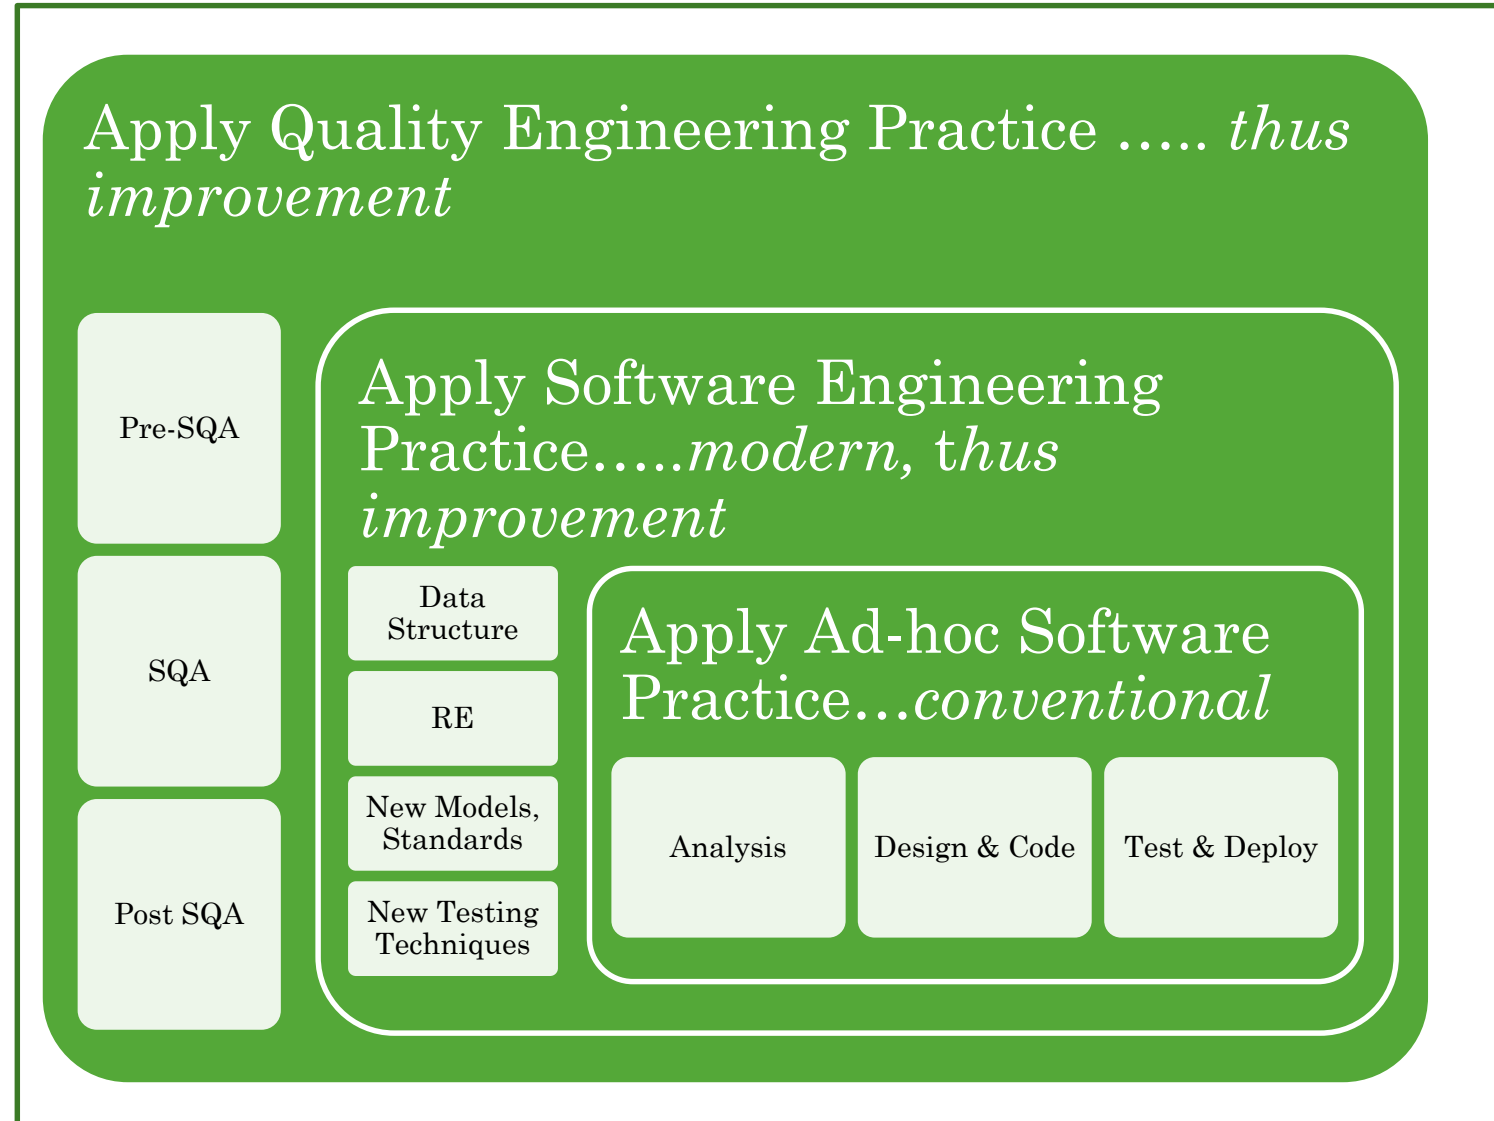 Apply Quality Engineering Practice ..... thus
improvement
Pre-SQA
SQA
Post SQA
Apply Software Engineering
Practice.....modern, thus
improvement
Data
Structure
RE
New Models,
Standards
New Testing
Techniques
Apply Ad-hoc Software
Practice...conventional
Analysis
Design & Code
Test & Deploy